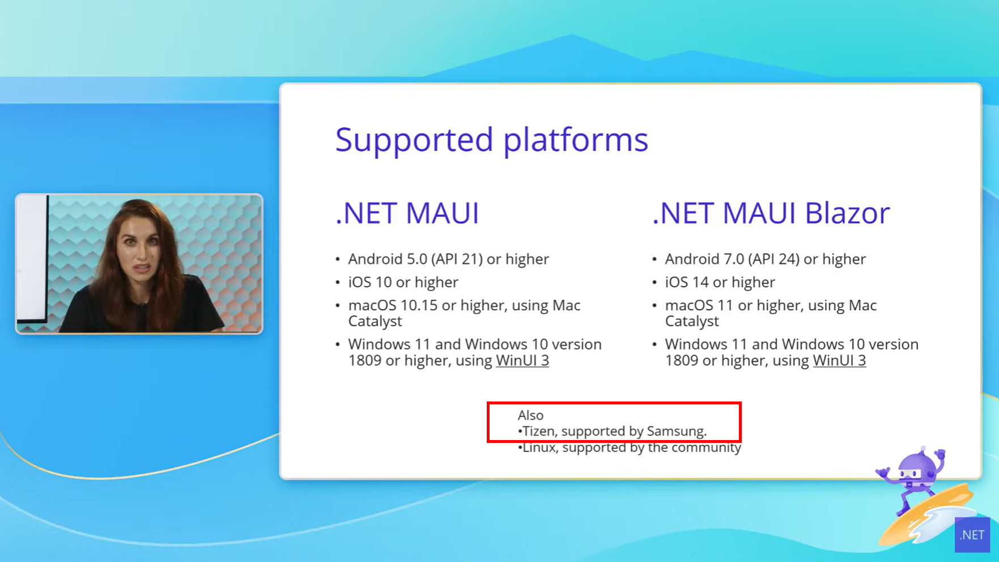 Supported platforms
.NET MAUI
• Android 5.0 (API 21) or higher
• iOS 10 or higher
• macOS 10.15 or higher, using Mac
Catalyst
• Windows 11 and Windows 10 version
1809 or higher, using WinUI 3
.NET MAUI Blazor
• Android 7.0 (API 24) or higher
• iOS 14 or higher
• macOS 11 or higher, using Mac
Catalyst
• Windows 11 and Windows 10 version
1809 or higher, using WinUI 3
Also
•Tizen, supported by Samsung.
•Linux, supported by the community
.NET